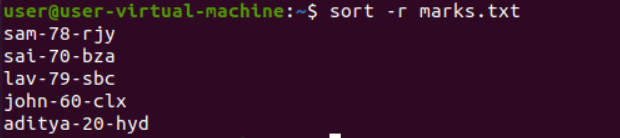 user@user-virtual-machine:~$ sort -r marks.txt
sam-78-rjy
sai-70-bza
lav-79-sbc
john-60-clx
aditya-20-hyd